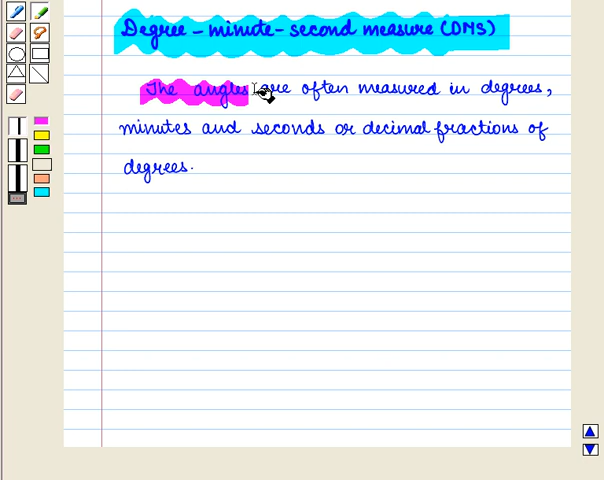 Degree - minute - second measure (DMS)
The angles are often measured in degrees,
minutes and seconds or decimal fractions of
degrees.